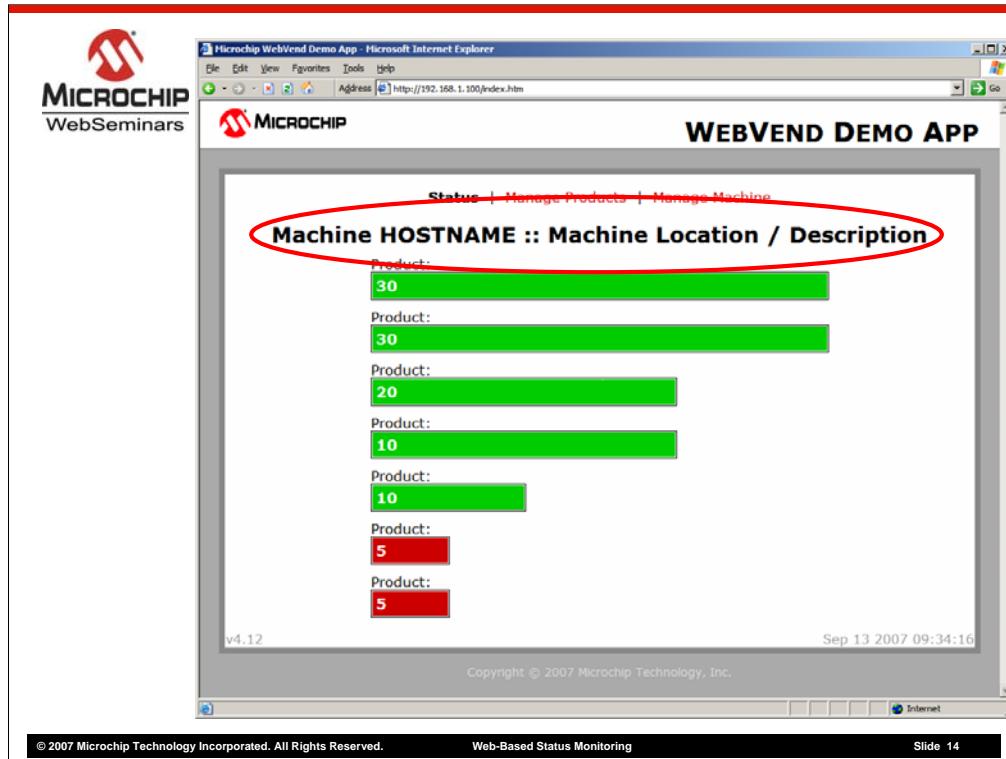 MICROCHIP
WebSeminars
Microchip WebVend Demo App - Microsoft Internet Explorer
File Edit View Favorites Tools Help
Address http://192.168.1.100/index.htm Go
MICROCHIP
WEBVEND DEMO APP
Status | Manage Products | Manage Machine
Machine HOSTNAME :: Machine Location / Description
Product:
30
Product:
30
Product:
20
Product:
10
Product:
10
Product:
5
Product:
5
v4.12 Sep 13 2007 09:34:16
Copyright © 2007 Microchip Technology, Inc.
Internet
© 2007 Microchip Technology Incorporated. All Rights Reserved. Web-Based Status Monitoring Slide 14